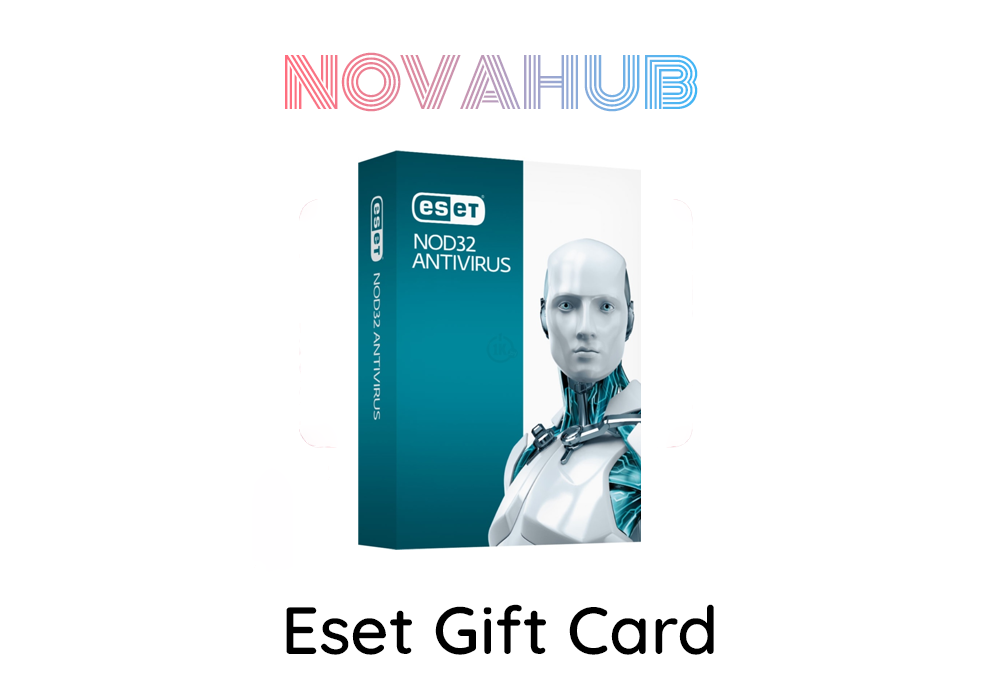 NOVAHUB
eset
NOD32
ANTIVIRUS
eset NOD32 ANTIVIRUS
Eset Gift Card